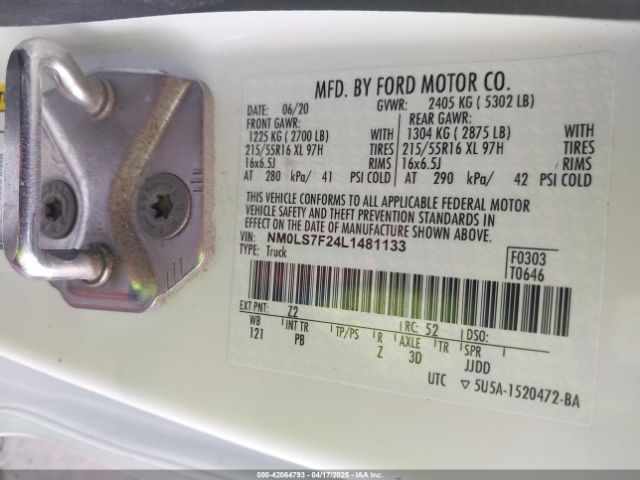 MFD. BY FORD MOTOR CO.
DATE: 06/20 GVWR: 2405 KG ( 5302 LB)
FRONT GAWR: REAR GAWR:
1225 KG ( 2700 LB) WITH 1304 KG ( 2875 LB) WITH
215/55R16 XL 97H TIRES 215/55R16 XL 97H TIRES
16x6.5J RIMS 16x6.5J RIMS
AT 280 kPa/ 41 PSI COLD AT 290 kPa/ 42 PSI COLD
THIS VEHICLE CONFORMS TO ALL APPLICABLE FEDERAL MOTOR
VEHICLE SAFETY AND THEFT PREVENTION STANDARDS IN
EFFECT ON THE DATE OF MANUFACTURE SHOWN ABOVE.
VIN: NM0LS7F24L1481133
TYPE: Truck
F0303
T0646
EXT PNT: Z2 RC: 52 DSO:
WB INT TR TP/PS R AXLE TR SPR
121 PB Z 3D JJDD
UTC 5U5A-1520472-BA
000-42064793 - 04/17/2025 - IAAI.COM